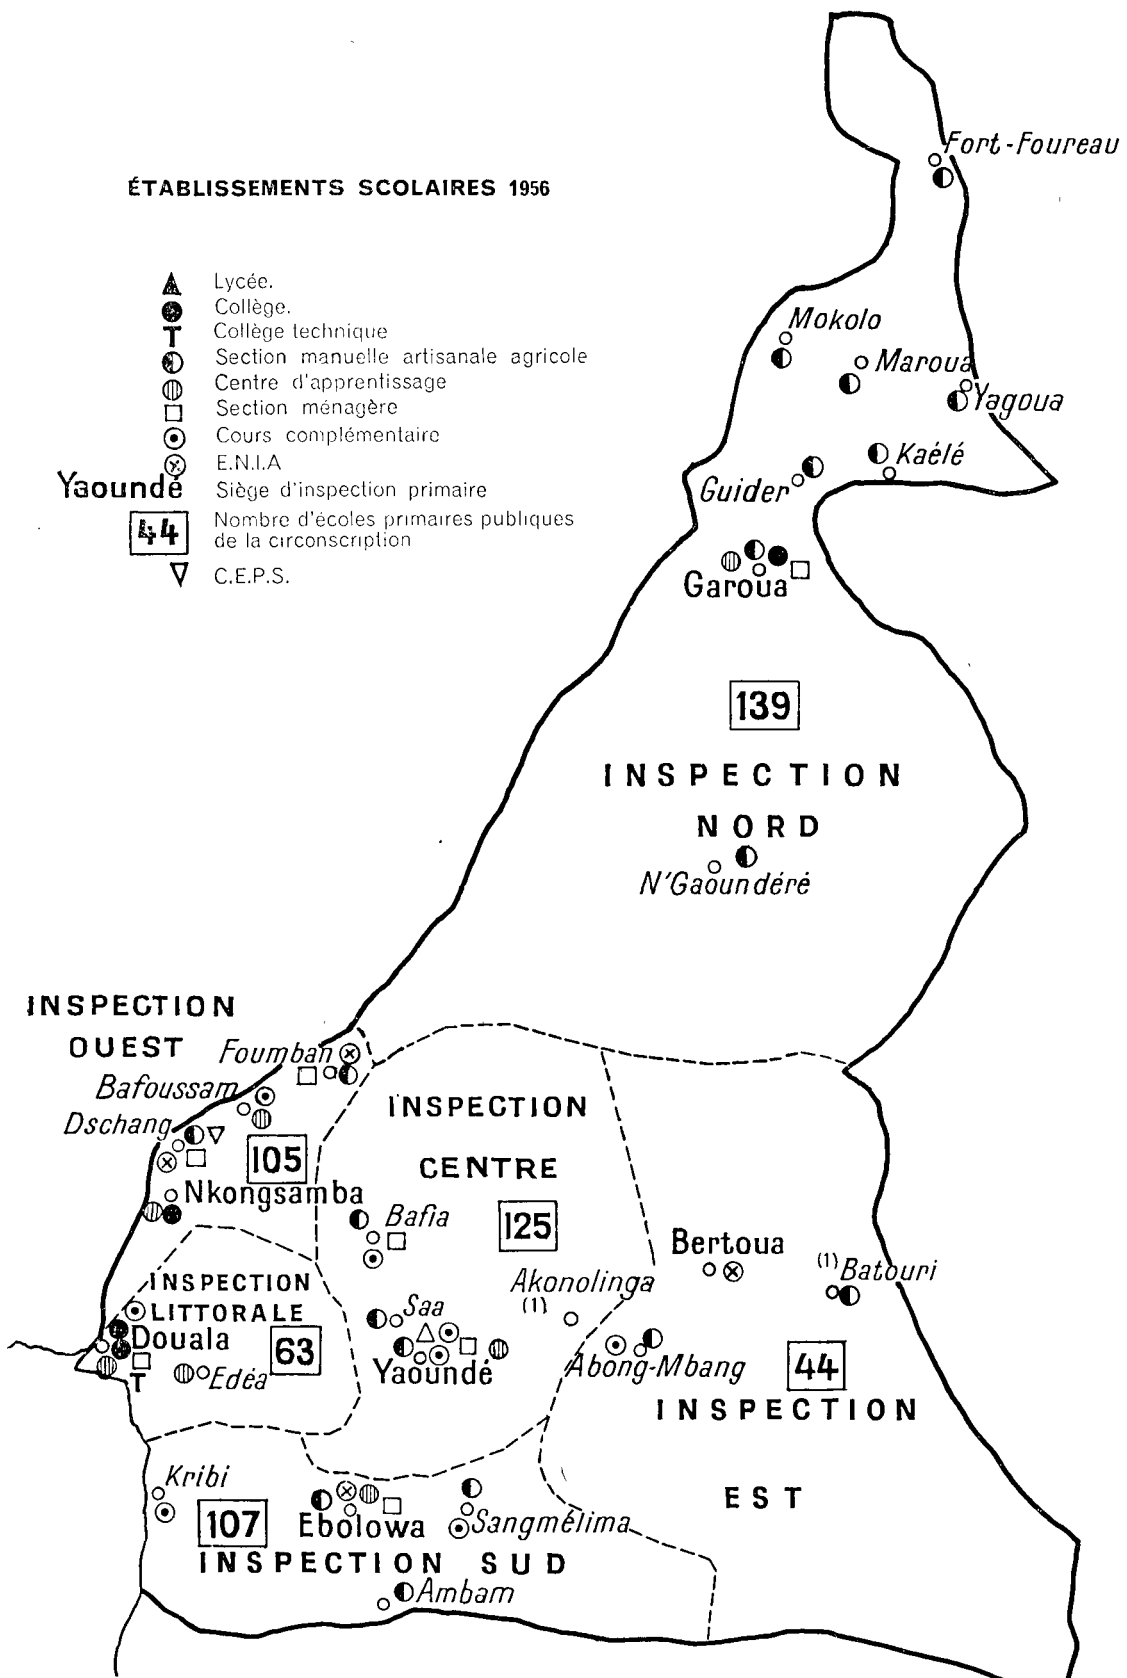 ÉTABLISSEMENTS SCOLAIRES 1956
Lycée.
Collège.
T Collège technique
Section manuelle artisanale agricole
Centre d'apprentissage
Section ménagère
Cours complémentaire
E.N.I.A
Yaoundé Siège d'inspection primaire
44 Nombre d'écoles primaires publiques
de la circonscription
C.E.P.S.
Fort-Foureau
Mokolo
Maroua
Yagoua
Kaélé
Guider
Garoua
139
INSPECTION
NORD
N'Gaoundéré
INSPECTION
OUEST
Foumban
Bafoussam
Dschang
105
Nkongsamba
INSPECTION
CENTRE
125
Bafia
Akonolinga
(1)
Saa
Yaoundé
INSPECTION
LITTORALE
Douala
63
T
Edéa
Bertoua
(1) Batouri
Abong-Mbang
44
INSPECTION
EST
Kribi
107
Ebolowa
Sangmélima
INSPECTION SUD
Ambam